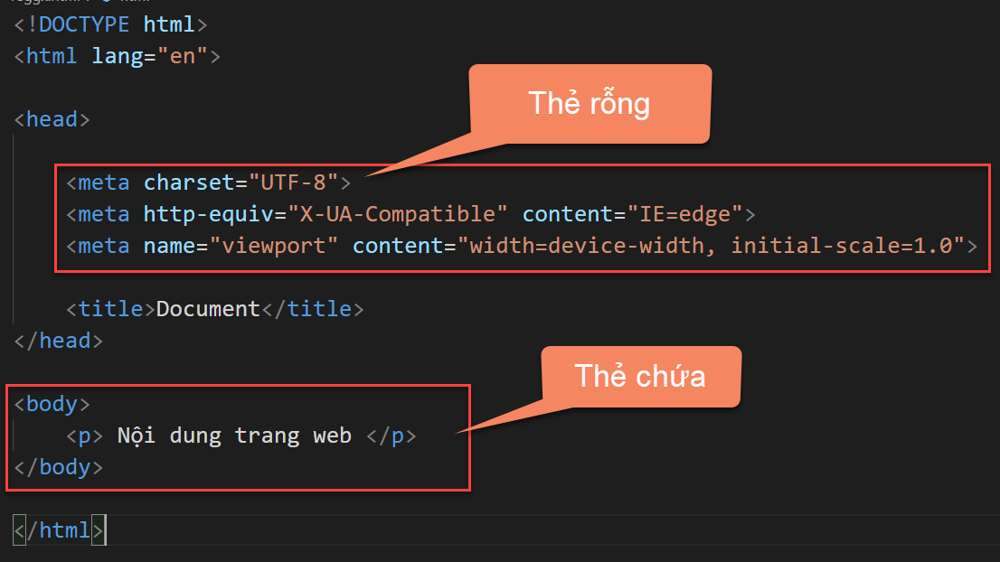 <!DOCTYPE html>
<html lang="en">
<head>
Thẻ rỗng
<meta charset="UTF-8">
<meta http-equiv="X-UA-Compatible" content="IE=edge">
<meta name="viewport" content="width=device-width, initial-scale=1.0">
<title>Document</title>
</head>
Thẻ chứa
<body>
<p> Nội dung trang web </p>
</body>
</html>